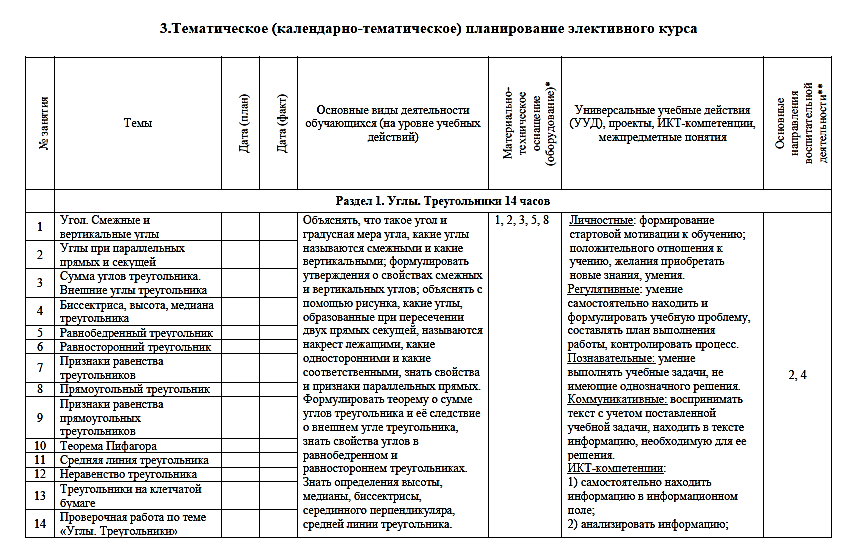 3.Тематическое (календарно-тематическое) планирование элективного курса
№ занятия
Темы
Дата (план)
Дата (факт)
Основные виды деятельности
обучающихся (на уровне учебных
действий)
Материально-
техническое
оснащение
(оборудование)*
Универсальные учебные действия
(УУД), проекты, ИКТ-компетенции,
межпредметные понятия
Основные
направления
воспитательной
деятельности**
Раздел 1. Углы. Треугольники 14 часов
1
Угол. Смежные и
вертикальные углы
2
Углы при параллельных
прямых и секущей
3
Сумма углов треугольника.
Внешние углы треугольника
4
Биссектриса, высота, медиана
треугольника
5
Равнобедренный треугольник
6
Равносторонний треугольник
7
Признаки равенства
треугольников
8
Прямоугольный треугольник
9
Признаки равенства
прямоугольных
треугольников
10
Теорема Пифагора
11
Средняя линия треугольника
12
Неравенство треугольника
13
Треугольники на клетчатой
бумаге
14
Проверочная работа по теме
«Углы. Треугольники»
Объяснять, что такое угол и
градусная мера угла, какие углы
называются смежными и какие
вертикальными; формулировать
утверждения о свойствах смежных
и вертикальных углов; объяснять с
помощью рисунка, какие углы,
образованные при пересечении
двух прямых секущей, называются
накрест лежащими, какие
односторонними и какие
соответственными, знать свойства
и признаки параллельных прямых.
Формулировать теорему о сумме
углов треугольника и её следствие
о внешнем угле треугольника,
знать свойства углов в
равнобедренном и
равностороннем треугольниках.
Знать определения высоты,
медианы, биссектрисы,
серединного перпендикуляра,
средней линии треугольника.
1, 2, 3, 5, 8
Личностные: формирование
стартовой мотивации к обучению;
положительного отношения к
учению, желания приобретать
новые знания, умения.
Регулятивные: умение
самостоятельно находить и
формулировать учебную проблему,
составлять план выполнения
работы, контролировать процесс.
Познавательные: умение
выполнять учебные задачи, не
имеющие однозначного решения.
Коммуникативные: воспринимать
текст с учетом поставленной
учебной задачи, находить в тексте
информацию, необходимую для ее
решения.
ИКТ-компетенции:
1) самостоятельно находить
информацию в информационном
поле;
2) анализировать информацию;
2, 4